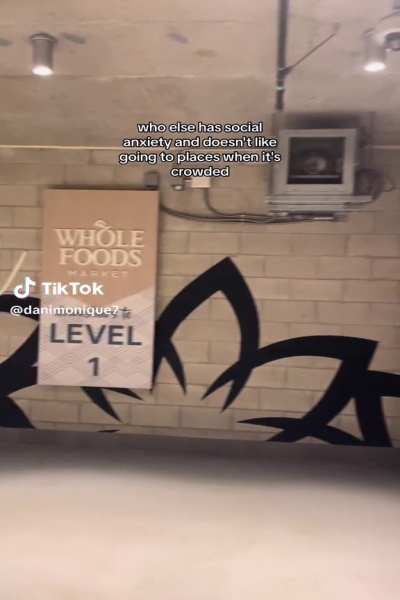 who else has social
anxiety and doesn't like
going to places when it's
crowded
WHOLE
FOODS
MARKET
TikTok
@danimonique7
LEVEL
1